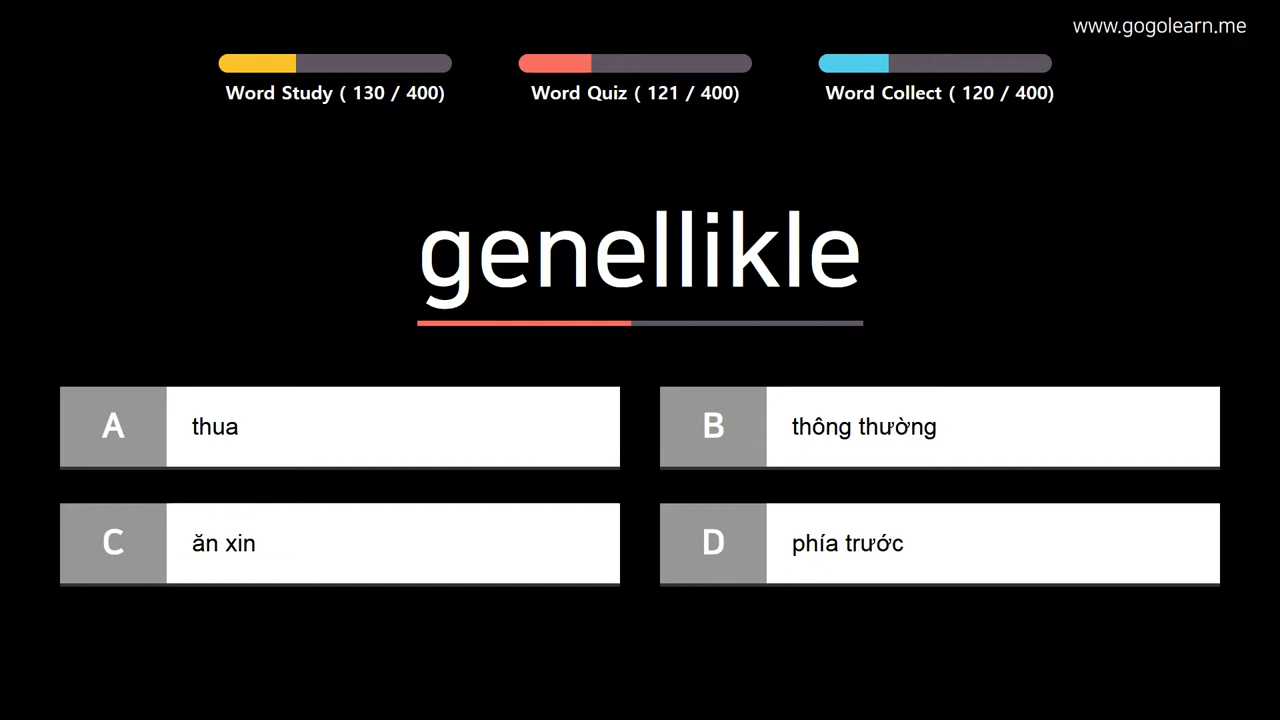 www.gogolearn.me
Word Study ( 130 / 400)
Word Quiz ( 121 / 400)
Word Collect ( 120 / 400)
genellikle
A thua
B thông thường
C ăn xin
D phía trước